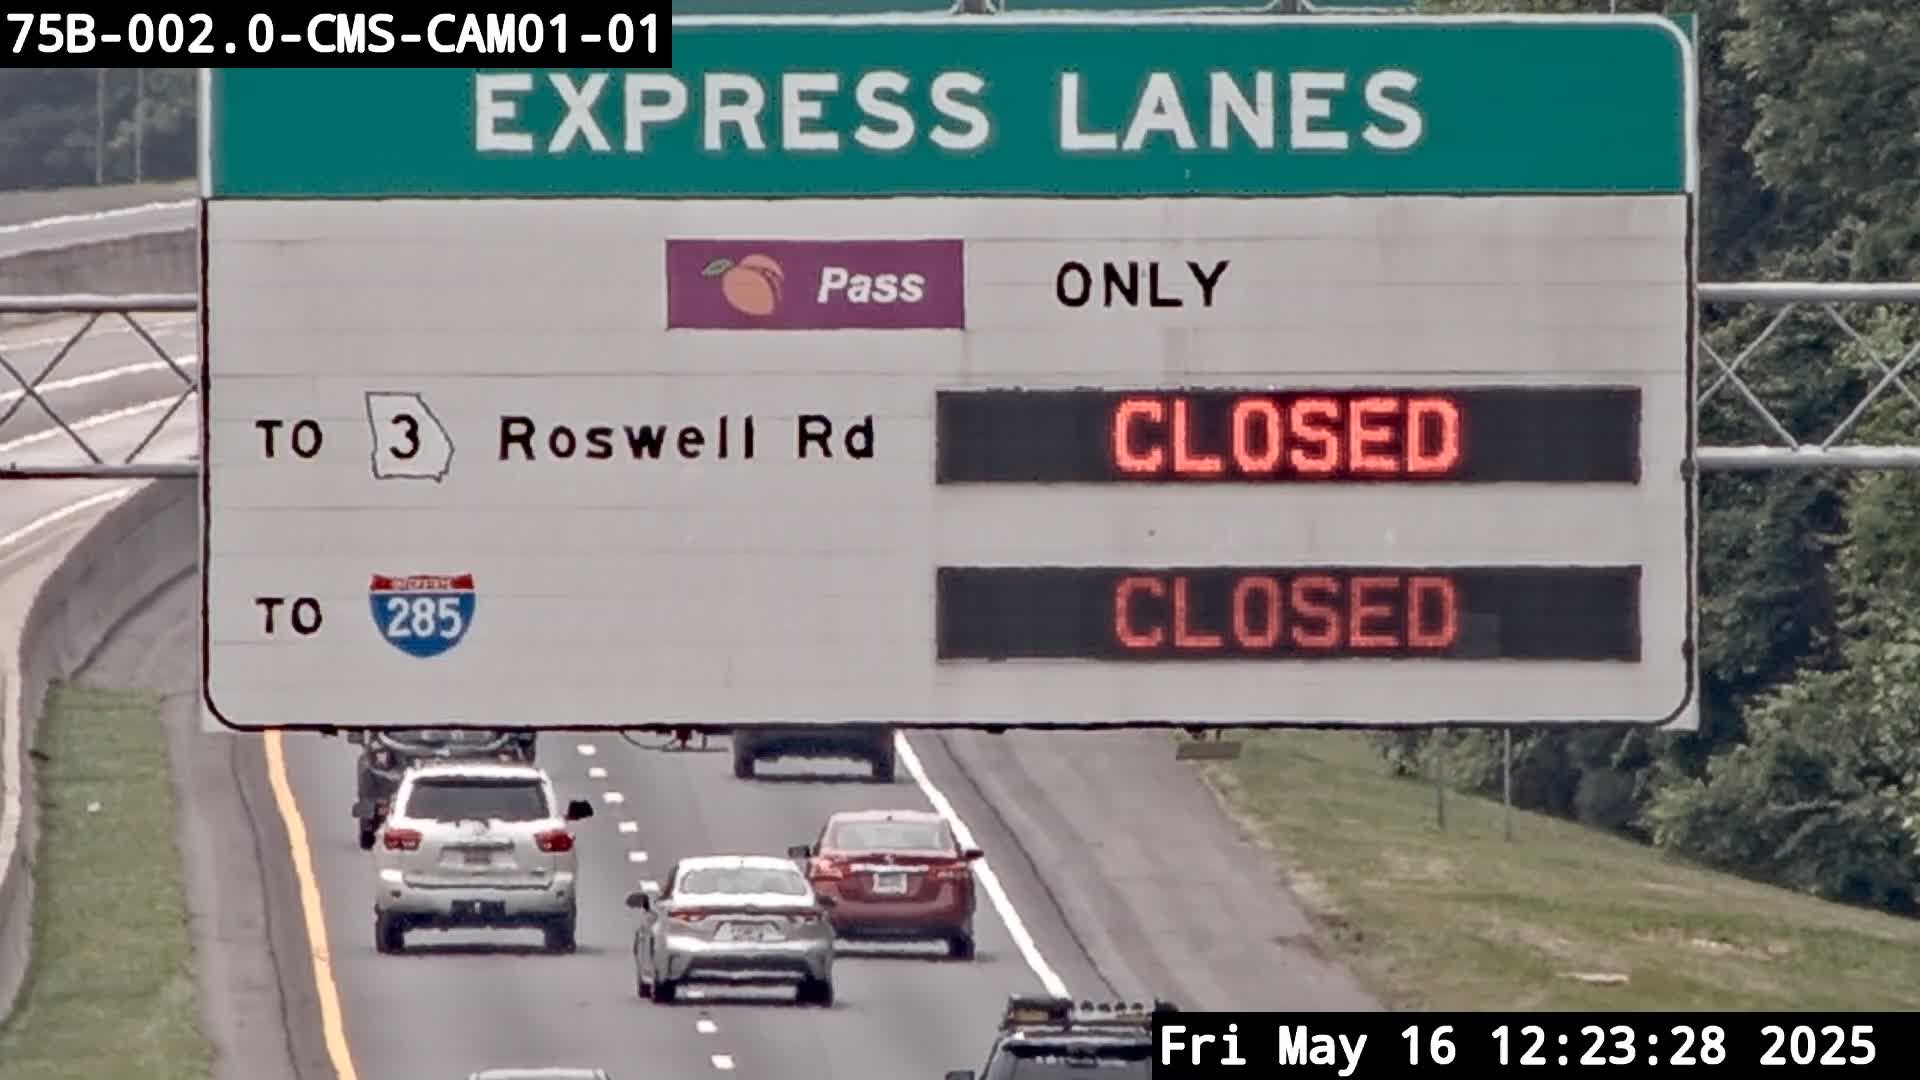 75B-002.0-CMS-CAM01-01
EXPRESS LANES
Pass ONLY
TO 3 Roswell Rd CLOSED
TO INTERSTATE 285 CLOSED
Fri May 16 12:23:28 2025